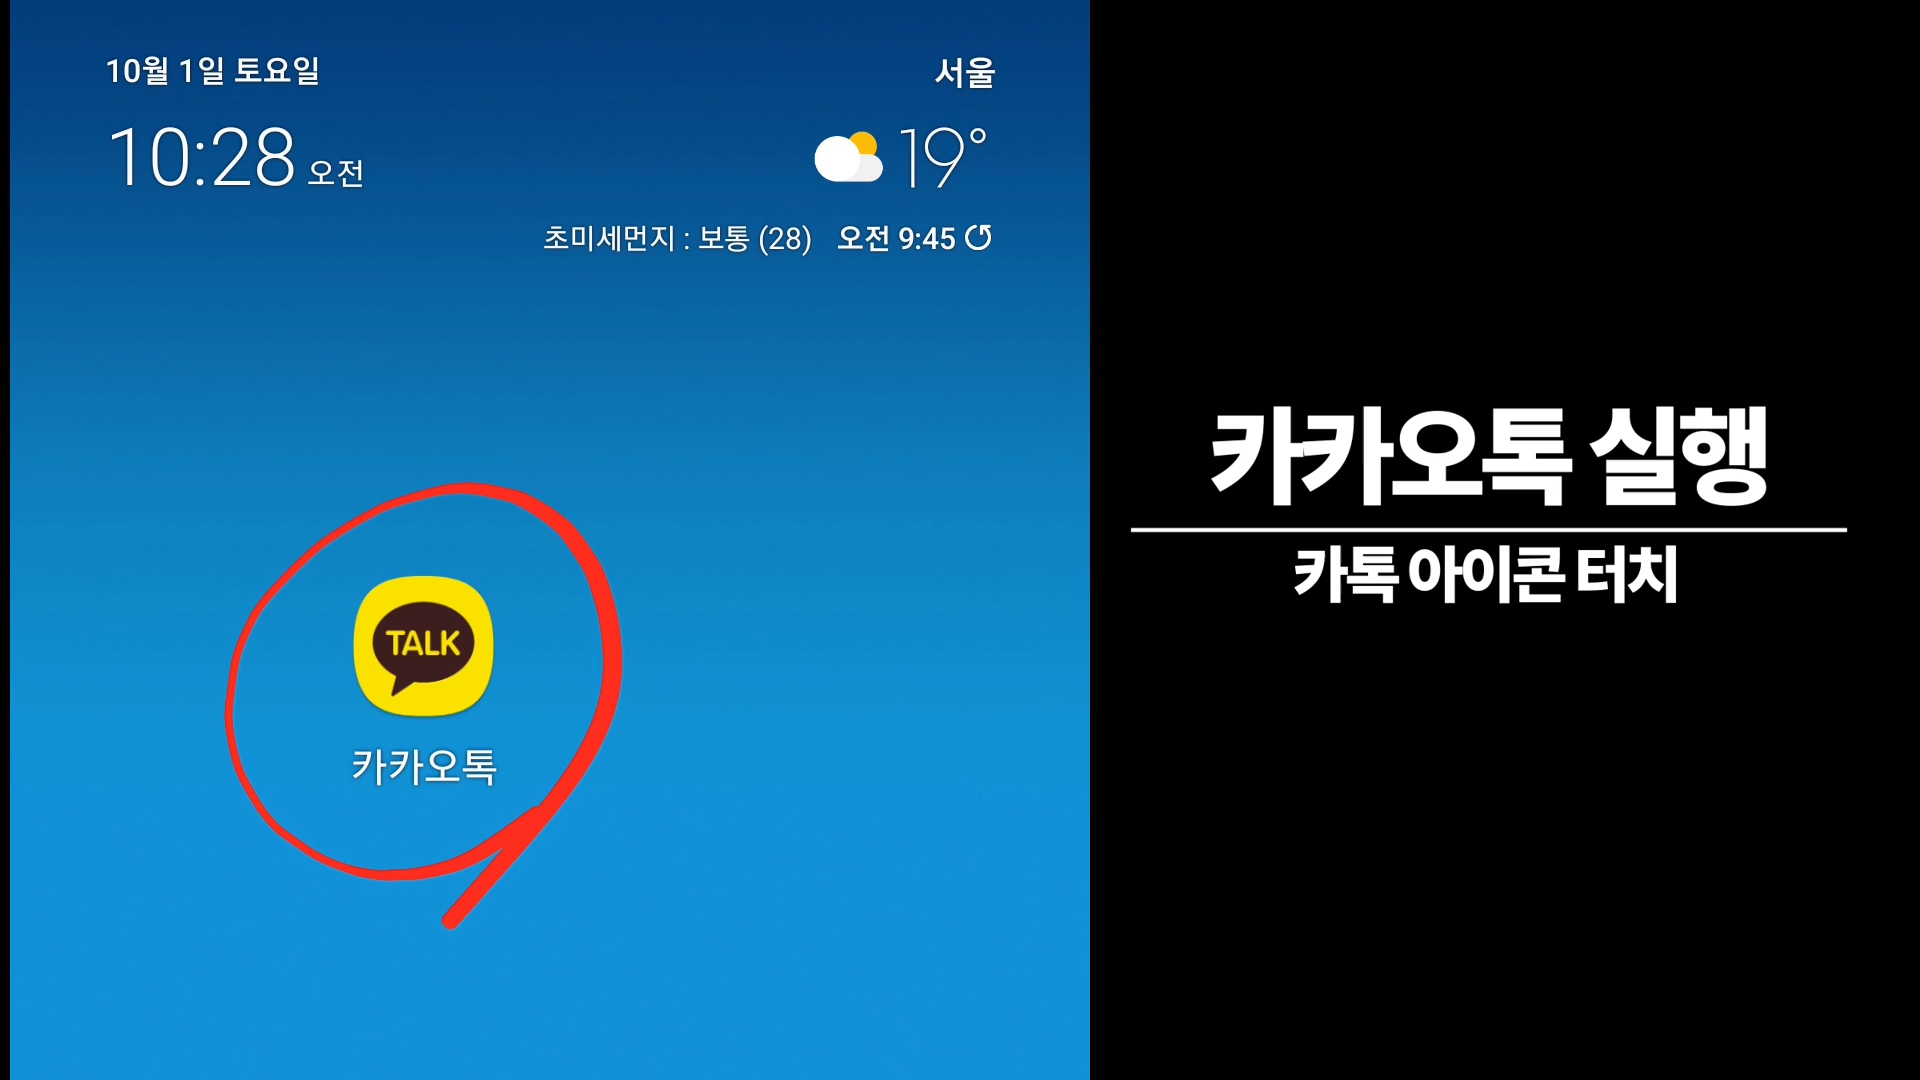 10월 1일 토요일
서울
10:28 오전
19°
초미세먼지 : 보통 (28) 오전 9:45
TALK
카카오톡
카카오톡 실행
카톡 아이콘 터치